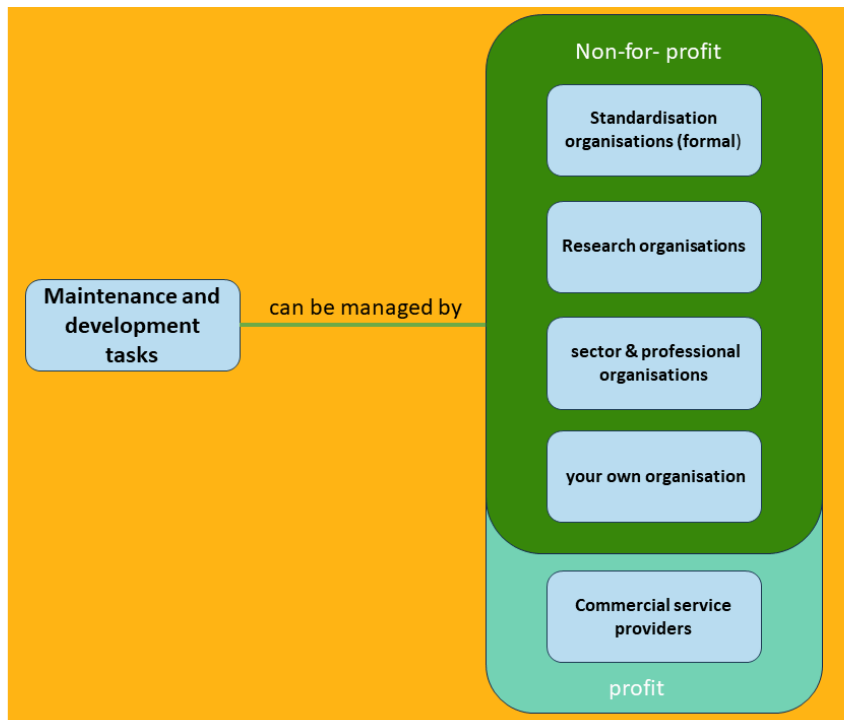 Non-for- profit
Standardisation
organisations (formal)
Research organisations
Maintenance and
development
tasks
can be managed by
sector & professional
organisations
your own organisation
Commercial service
providers
profit